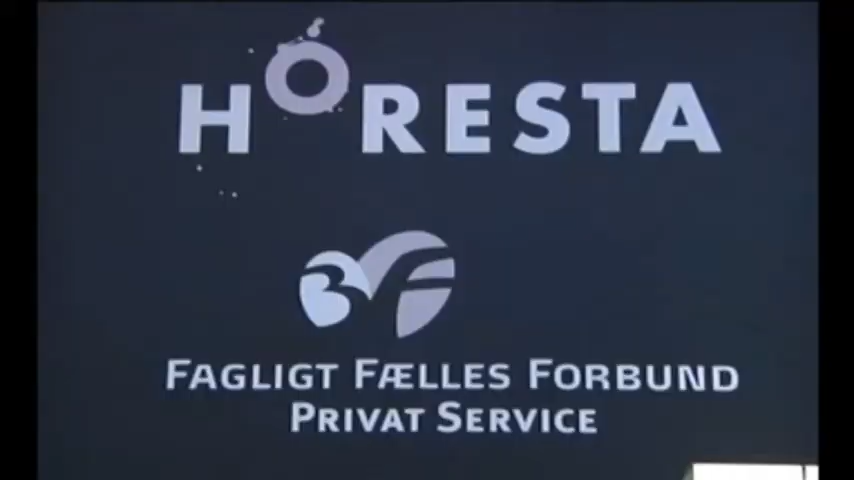 HORESTA
3F
FAGLIGT FÆLLES FORBUND
PRIVAT SERVICE